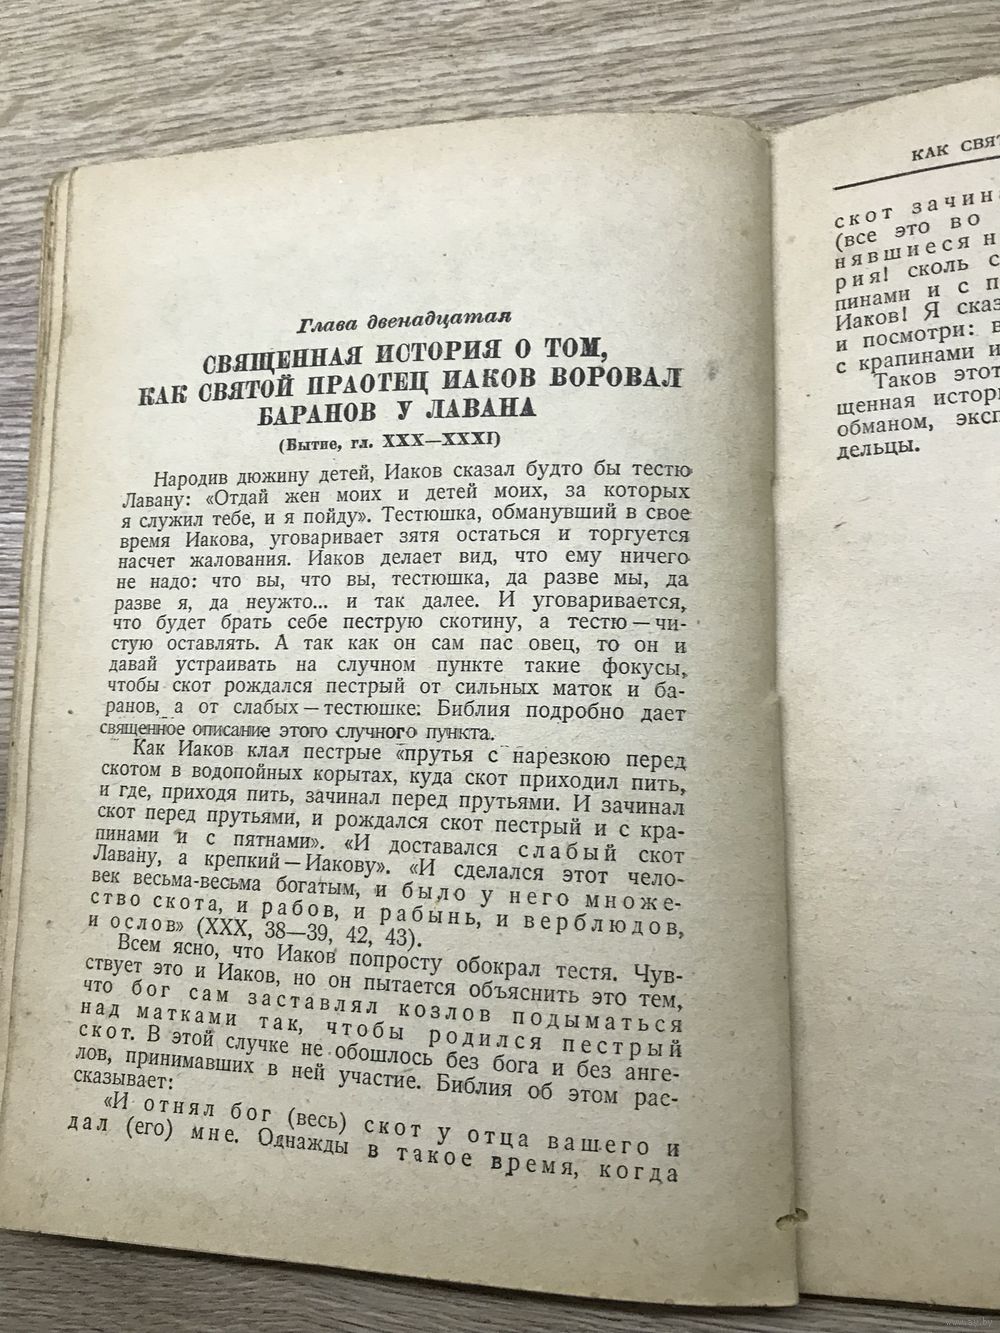 Глава двенадцатая
СВЯЩЕННАЯ ИСТОРИЯ О ТОМ,
КАК СВЯТОЙ ПРАОТЕЦ ИАКОВ ВОРОВАЛ
БАРАНОВ У ЛАВАНА
(Бытие, гл. XXX—XXXI)
Народив дюжину детей, Иаков сказал будто бы тестю
Лавану: «Отдай жен моих и детей моих, за которых
я служил тебе, и я пойду». Тестюшка, обманувший в свое
время Иакова, уговаривает зятя остаться и торгуется
насчет жалования. Иаков делает вид, что ему ничего
не надо: что вы, что вы, тестюшка, да разве мы, да
разве я, да неужто... и так далее. И уговаривается,
что будет брать себе пеструю скотину, а тестю — чи-
стую оставлять. А так как он сам пас овец, то он и
давай устраивать на случном пункте такие фокусы,
чтобы скот рождался пестрый от сильных маток и ба-
ранов, а от слабых — тестюшке. Библия подробно дает
священное описание этого случного пункта.
Как Иаков клал пестрые «прутья с нарезкою перед
скотом в водопойных корытах, куда скот приходил пить,
и где, приходя пить, зачинал перед прутьями. И зачинал
скот перед прутьями, и рождался скот пестрый и с кра-
пинами и с пятнами». «И доставался слабый скот
Лавану, а крепкий — Иакову». «И сделался этот чело-
век весьма-весьма богатым, и было у него множе-
ство скота, и рабов, и рабынь, и верблюдов,
и ослов» (XXX, 38—39, 42, 43).
Всем ясно, что Иаков попросту обокрал тестя. Чув-
ствует это и Иаков, но он пытается объяснить это тем,
что бог сам заставлял козлов подыматься
над матками так, чтобы родился пестрый
скот. В этой случке не обошлось без бога и без анге-
лов, принимавших в ней участие. Библия об этом рас-
сказывает:
«И отнял бог (весь) скот у отца вашего и
дал (его) мне. Однажды в такое время, когда
КАК СВЯТ
скот зачин
(все это во
нявшиеся н
рия! сколь с
пинами и с п
Иаков! Я сказ
и посмотри: в
с крапинами и
Таков этот
щенная истори
обманом, эксп
дельцы.
www.ay.by